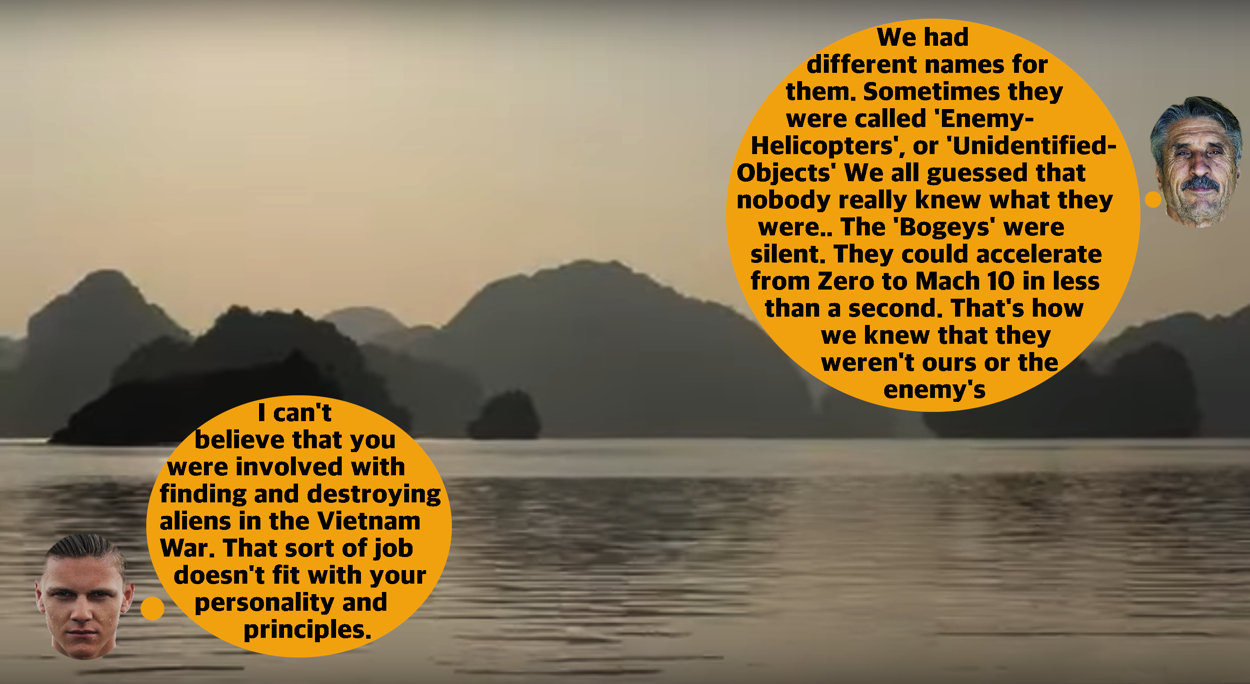 We had
different names for
them. Sometimes they
were called 'Enemy-
Helicopters', or 'Unidentified-
Objects' We all guessed that
nobody really knew what they
were.. The 'Bogeys' were
silent. They could accelerate
from Zero to Mach 10 in less
than a second. That's how
we knew that they
weren't ours or the
enemy's
I can't
believe that you
were involved with
finding and destroying
aliens in the Vietnam
War. That sort of job
doesn't fit with your
personality and
principles.